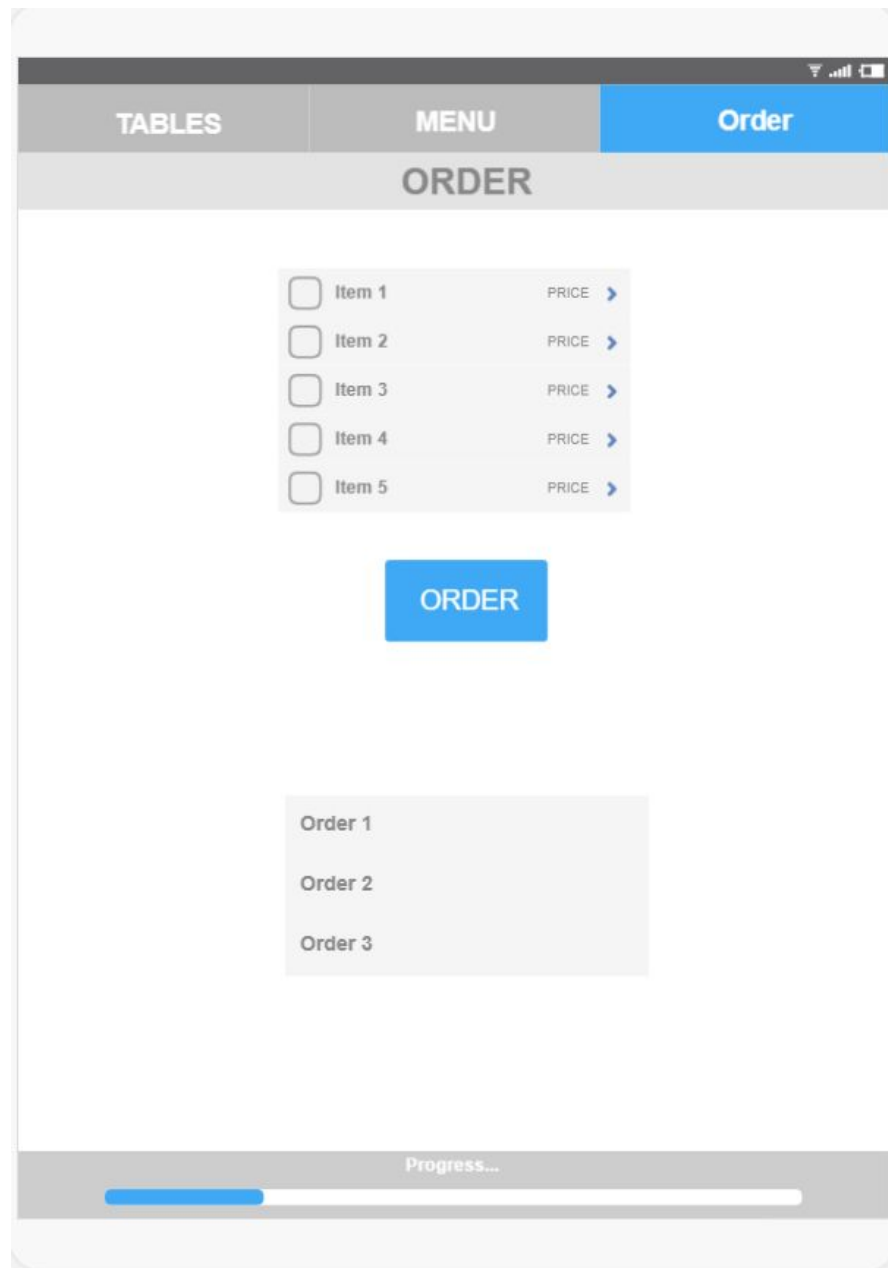 TABLES MENU Order
ORDER
Item 1 PRICE
Item 2 PRICE
Item 3 PRICE
Item 4 PRICE
Item 5 PRICE
ORDER
Order 1
Order 2
Order 3
Progress...